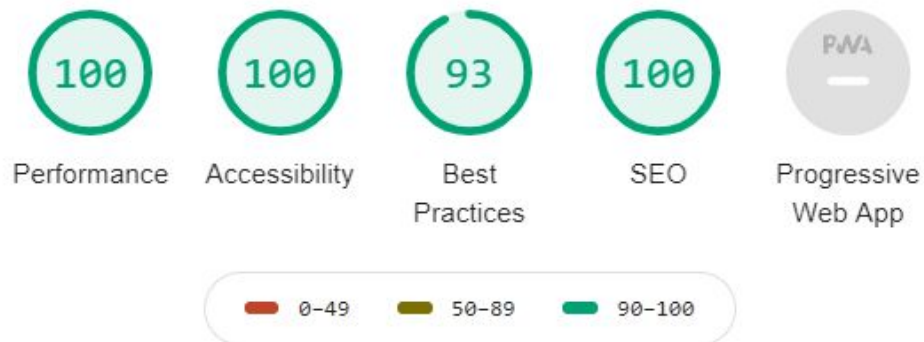 100 100 93 100 PWA
Performance Accessibility Best Practices SEO Progressive Web App
0–49 50–89 90–100